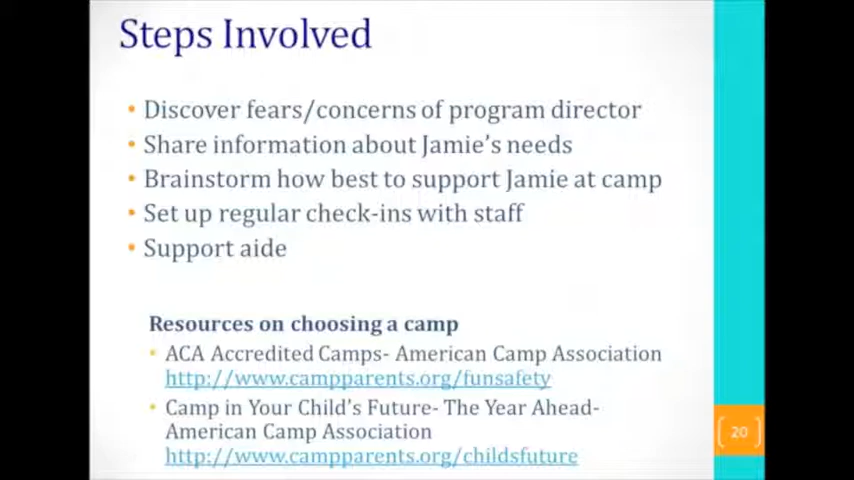 Steps Involved
• Discover fears/concerns of program director
• Share information about Jamie's needs
• Brainstorm how best to support Jamie at camp
• Set up regular check-ins with staff
• Support aide
Resources on choosing a camp
• ACA Accredited Camps- American Camp Association
http://www.campparents.org/funsafety
• Camp in Your Child's Future- The Year Ahead-
American Camp Association
http://www.campparents.org/childsfuture
20